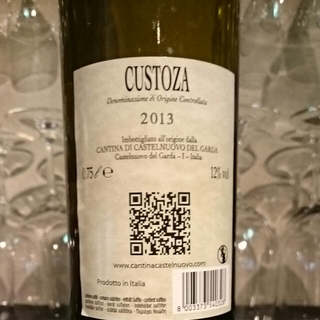 CUSTOZA
Denominazione di Origine Controllata
2013
Imbottigliato all'origine dalla
CANTINA DI CASTELNUOVO DEL GARDA
Castelnuovo del Garda - I - Italia
0,75 / ℮ 12% vol
www.cantinacastelnuovo.com
Prodotto in Italia